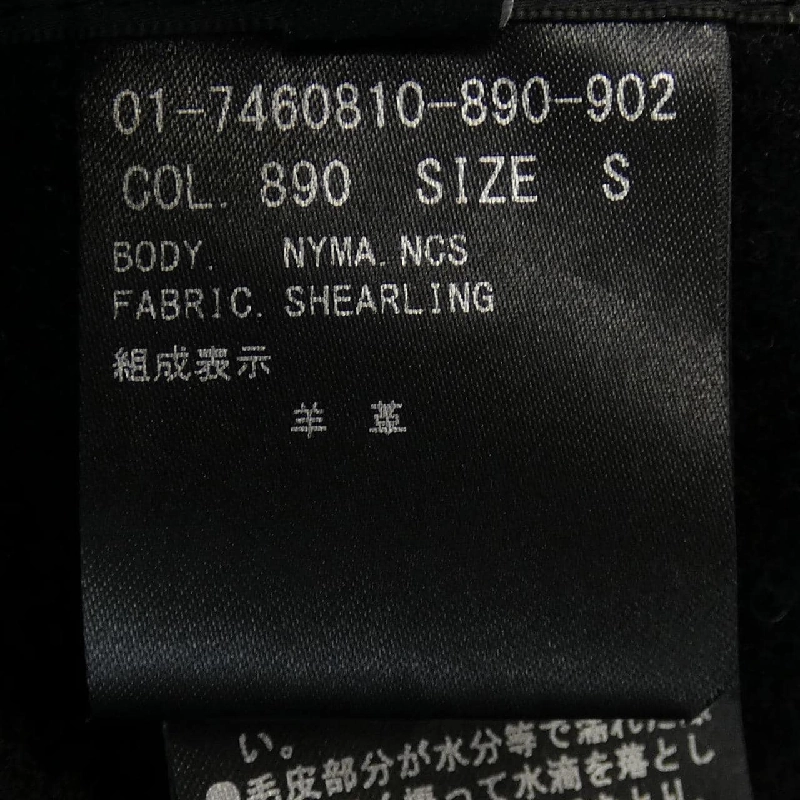 01-7460810-890-902
COL. 890 SIZE S
BODY. NYMA.NCS
FABRIC. SHEARLING
組成表示
羊 革
い。
●毛皮部分が水分等で濡れた
って水滴を落とし